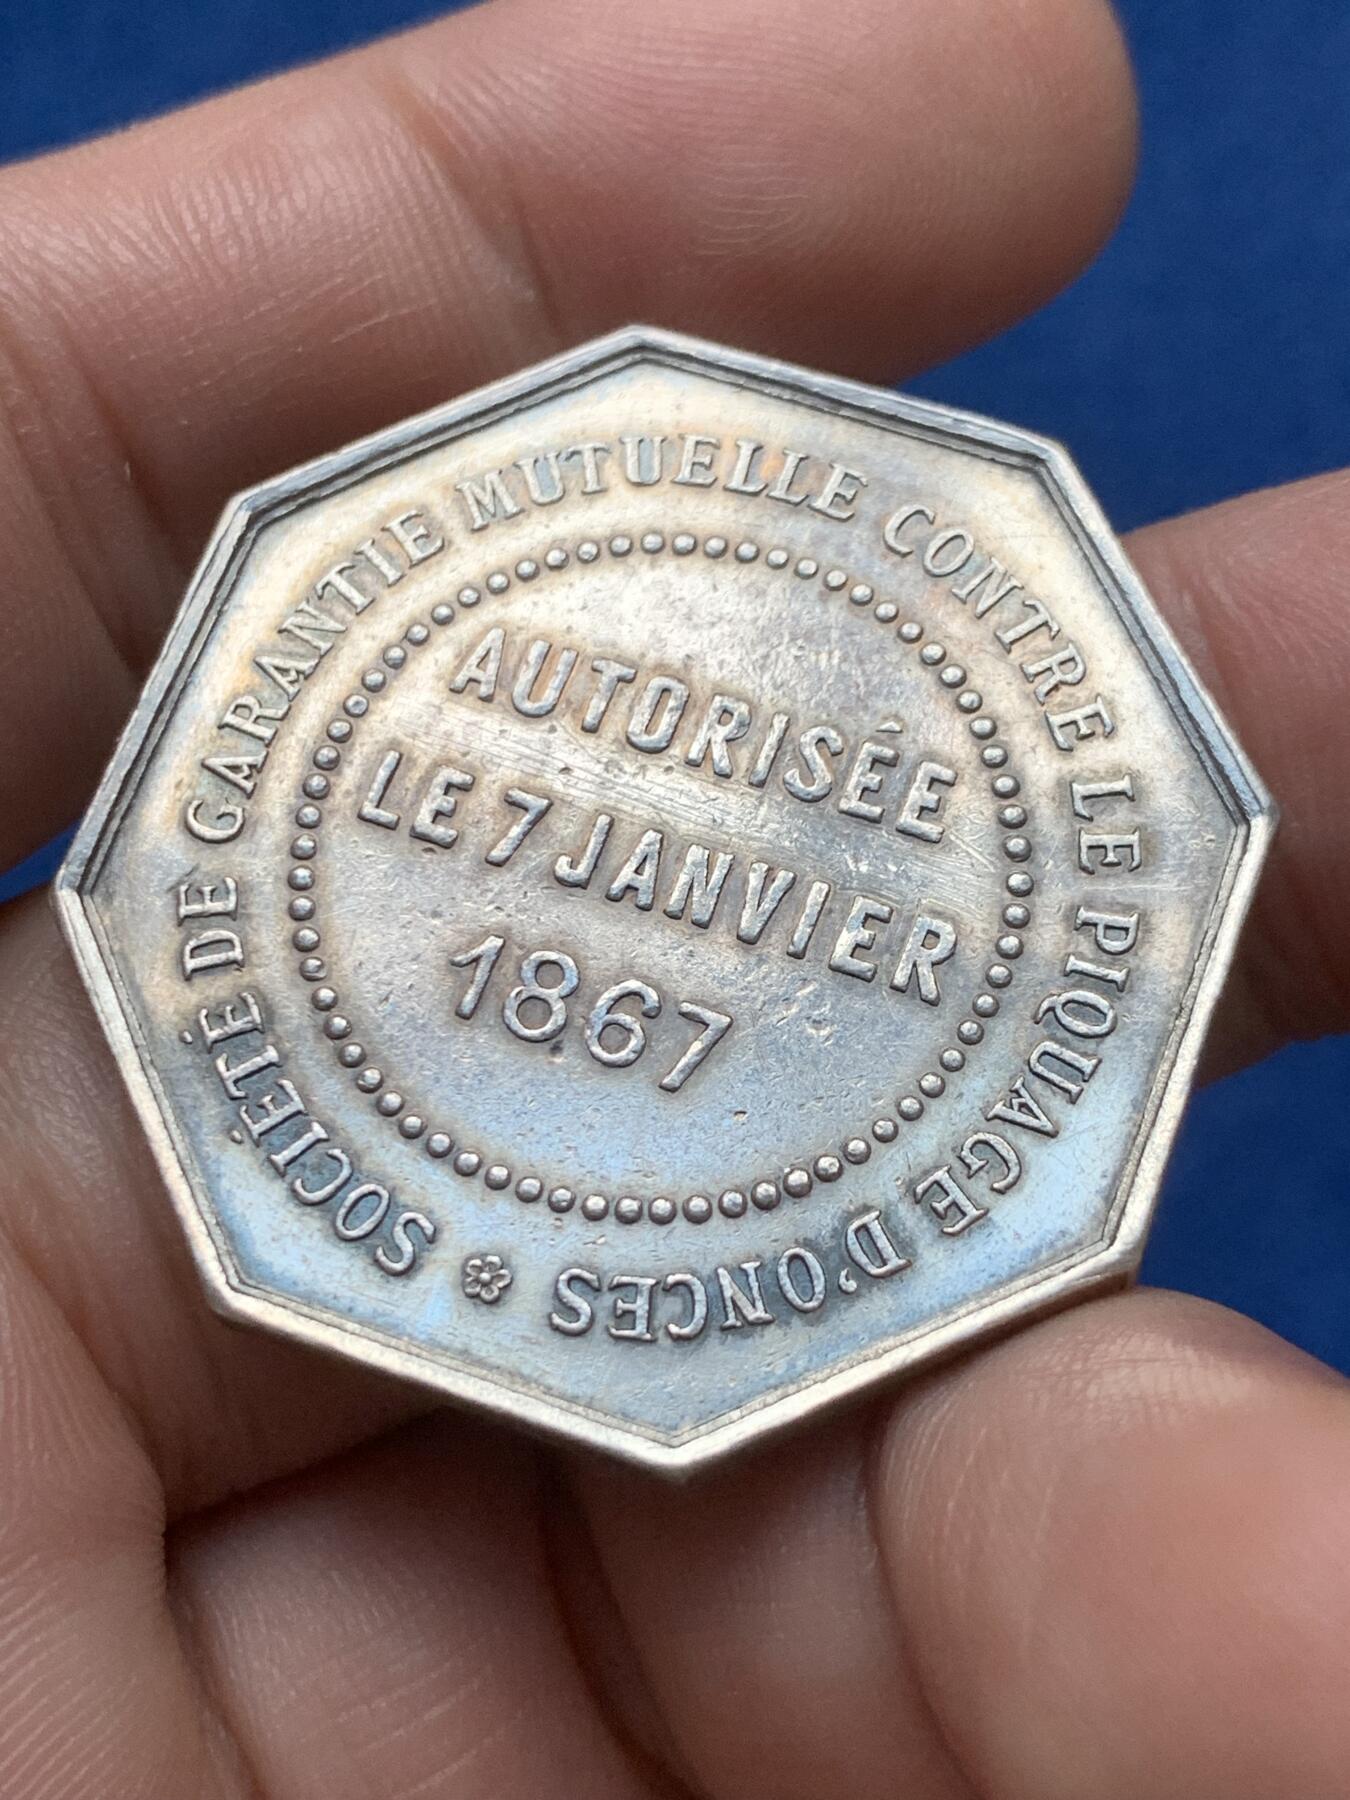 SOCIÉTÉ DE GARANTIE MUTUELLE CONTRE LE PIQUAGE D'ONCES
AUTORISÉE
LE 7 JANVIER
1867